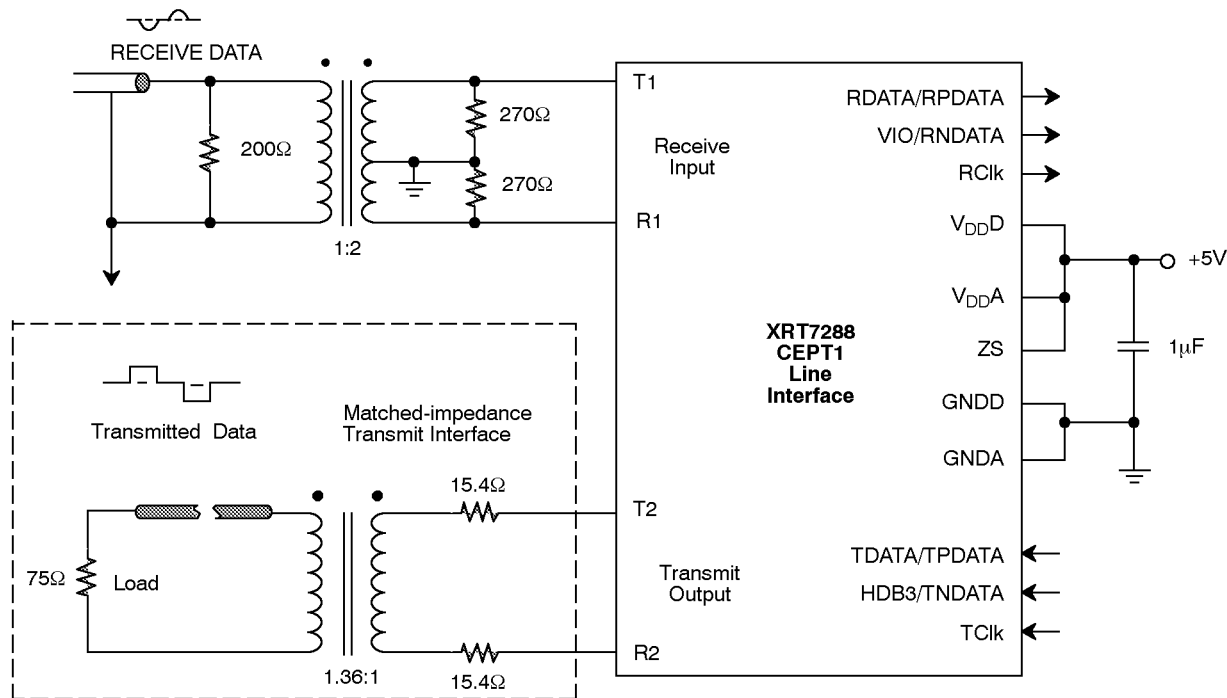 RECEIVE DATA
200Ω
1:2
270Ω
270Ω
T1
Receive
Input
R1
RDATA/RPDATA
VIO/RNDATA
RClk
VDDD
VDDA
ZS
GNDD
GNDA
+5V
1μF
XRT7288
CEPT1
Line
Interface
Transmitted Data
Matched-impedance
Transmit Interface
75Ω
Load
1.36:1
15.4Ω
15.4Ω
T2
Transmit
Output
R2
TDATA/TPDATA
HDB3/TNDATA
TClk